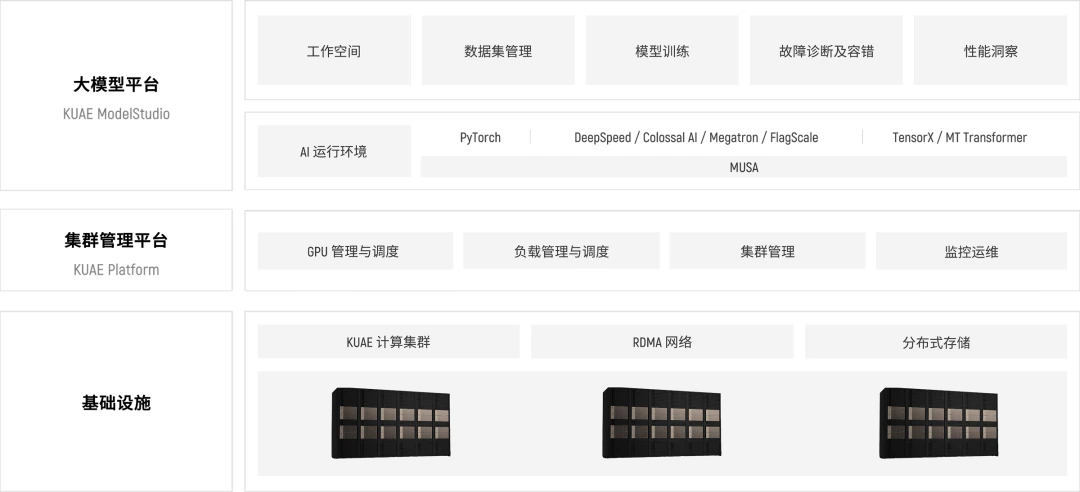 大模型平台
KUAE ModelStudio
工作空间
数据集管理
模型训练
故障诊断及容错
性能洞察
AI 运行环境
PyTorch
DeepSpeed / Colossal AI / Megatron / FlagScale
TensorX / MT Transformer
MUSA
集群管理平台
KUAE Platform
GPU 管理与调度
负载管理与调度
集群管理
监控运维
基础设施
KUAE 计算集群
RDMA 网络
分布式存储